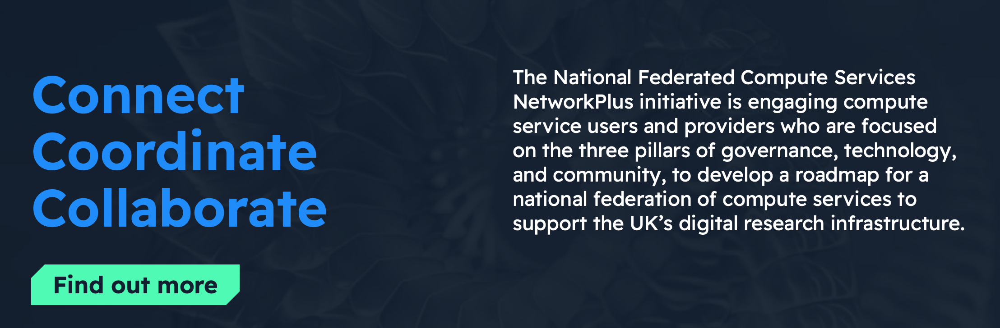 Connect
Coordinate
Collaborate
Find out more
The National Federated Compute Services
NetworkPlus initiative is engaging compute
service users and providers who are focused
on the three pillars of governance, technology,
and community, to develop a roadmap for a
national federation of compute services to
support the UK’s digital research infrastructure.